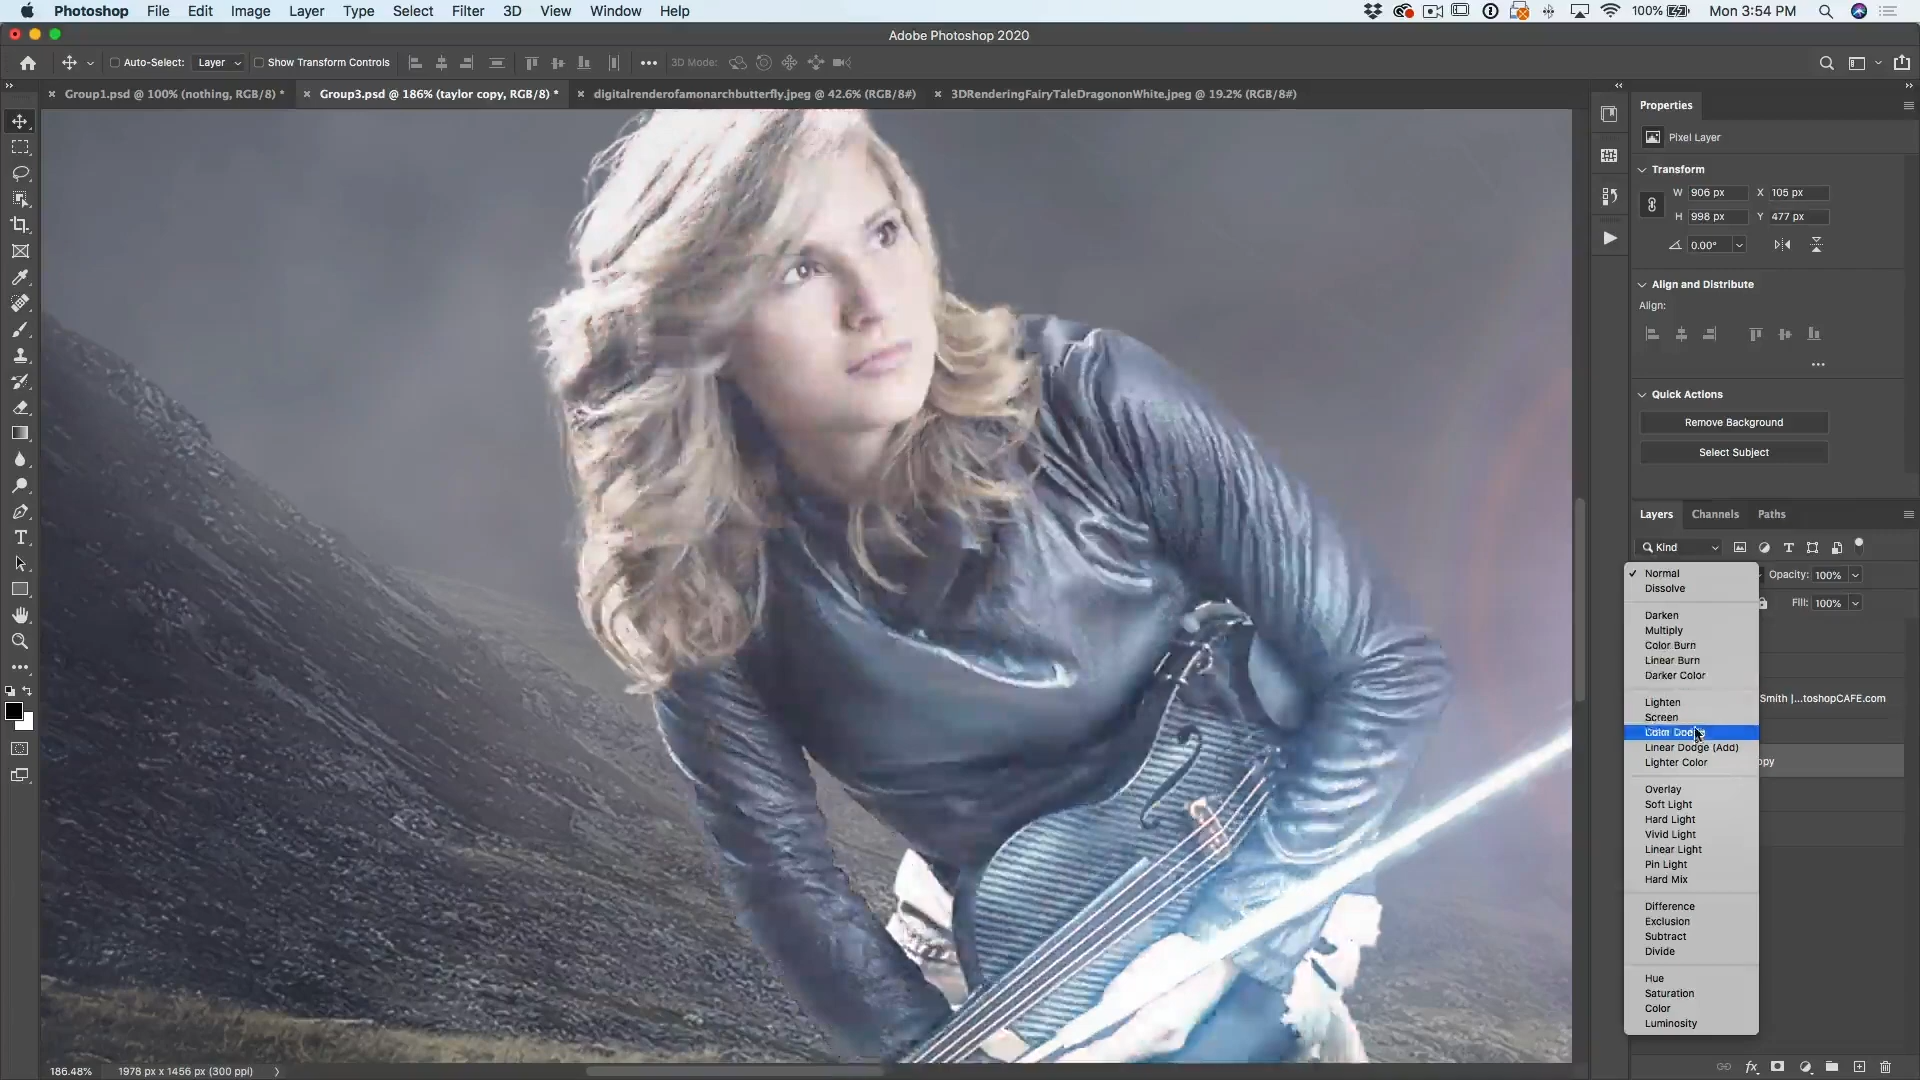 Photoshop File Edit Image Layer Type Select Filter 3D View Window Help 100% Mon 3:54 PM
Adobe Photoshop 2020
Auto-Select: Layer Show Transform Controls 3D Mode:
Group1.psd @ 100% (nothing, RGB/8) * Group3.psd @ 186% (taylor copy, RGB/8) * digitalrenderofamonarchbutterfly.jpeg @ 42.6% (RGB/8#) 3DRenderingFairyTaleDragononWhite.jpeg @ 19.2% (RGB/8#)
Properties
Pixel Layer
Transform
W 906 px X 105 px
H 998 px Y 477 px
0.00°
Align and Distribute
Align:
Quick Actions
Remove Background
Select Subject
Layers Channels Paths
Kind
Normal Opacity: 100%
Dissolve
Fill: 100%
Darken
Multiply
Color Burn
Linear Burn
Darker Color
Lighten
Smith |...toshopCAFE.com
Screen
Color Dodge
Linear Dodge (Add)
Lighter Color
opy
Overlay
Soft Light
Hard Light
Vivid Light
Linear Light
Pin Light
Hard Mix
Difference
Exclusion
Subtract
Divide
Hue
Saturation
Color
Luminosity
186.48% 1978 px x 1456 px (300 ppi)